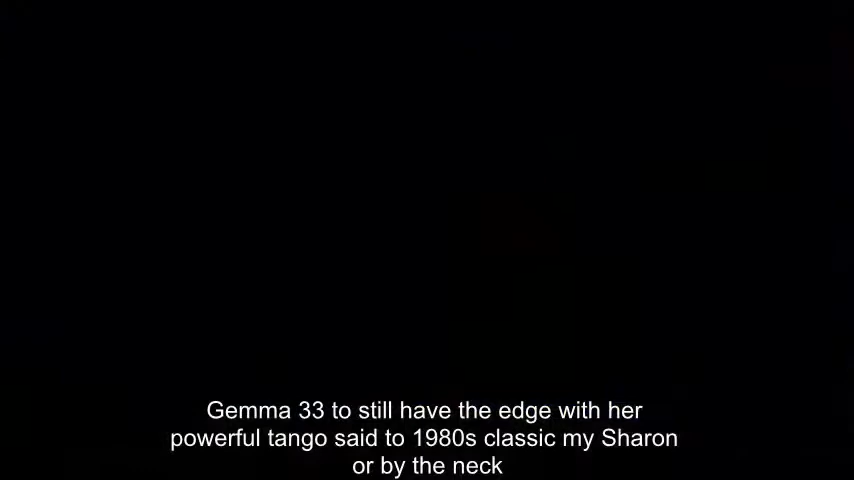 Gemma 33 to still have the edge with her
powerful tango said to 1980s classic my Sharon
or by the neck